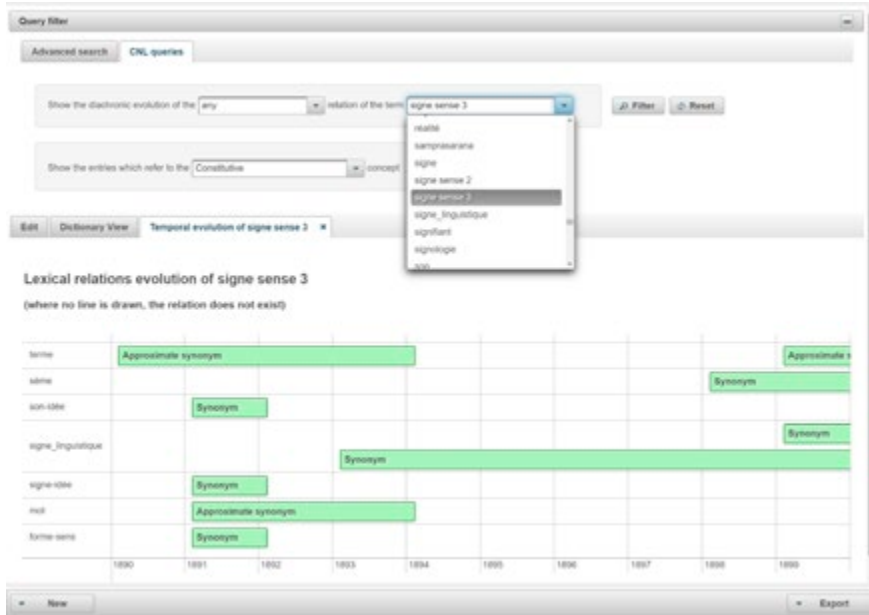 Query filter
Advanced search CNL queries
Show the diachronic evolution of the any relation of the term signe sense 3 Filter Reset
réalité
samprasarana
signe
Show the entries which refer to the Constitutive concept
signe sense 2
signe sense 3
signe_linguistique
signifiant
signologie
son
Edit Dictionary View Temporal evolution of signe sense 3 ×
Lexical relations evolution of signe sense 3
(where no line is drawn, the relation does not exist)
terme Approximate synonym Approximate s
sème Synonym
son-idée Synonym
signe_linguistique Synonym
Synonym
signe-idée Synonym
mot Approximate synonym
forme-sens Synonym
1890 1891 1892 1893 1894 1895 1896 1897 1898 1899
New Export